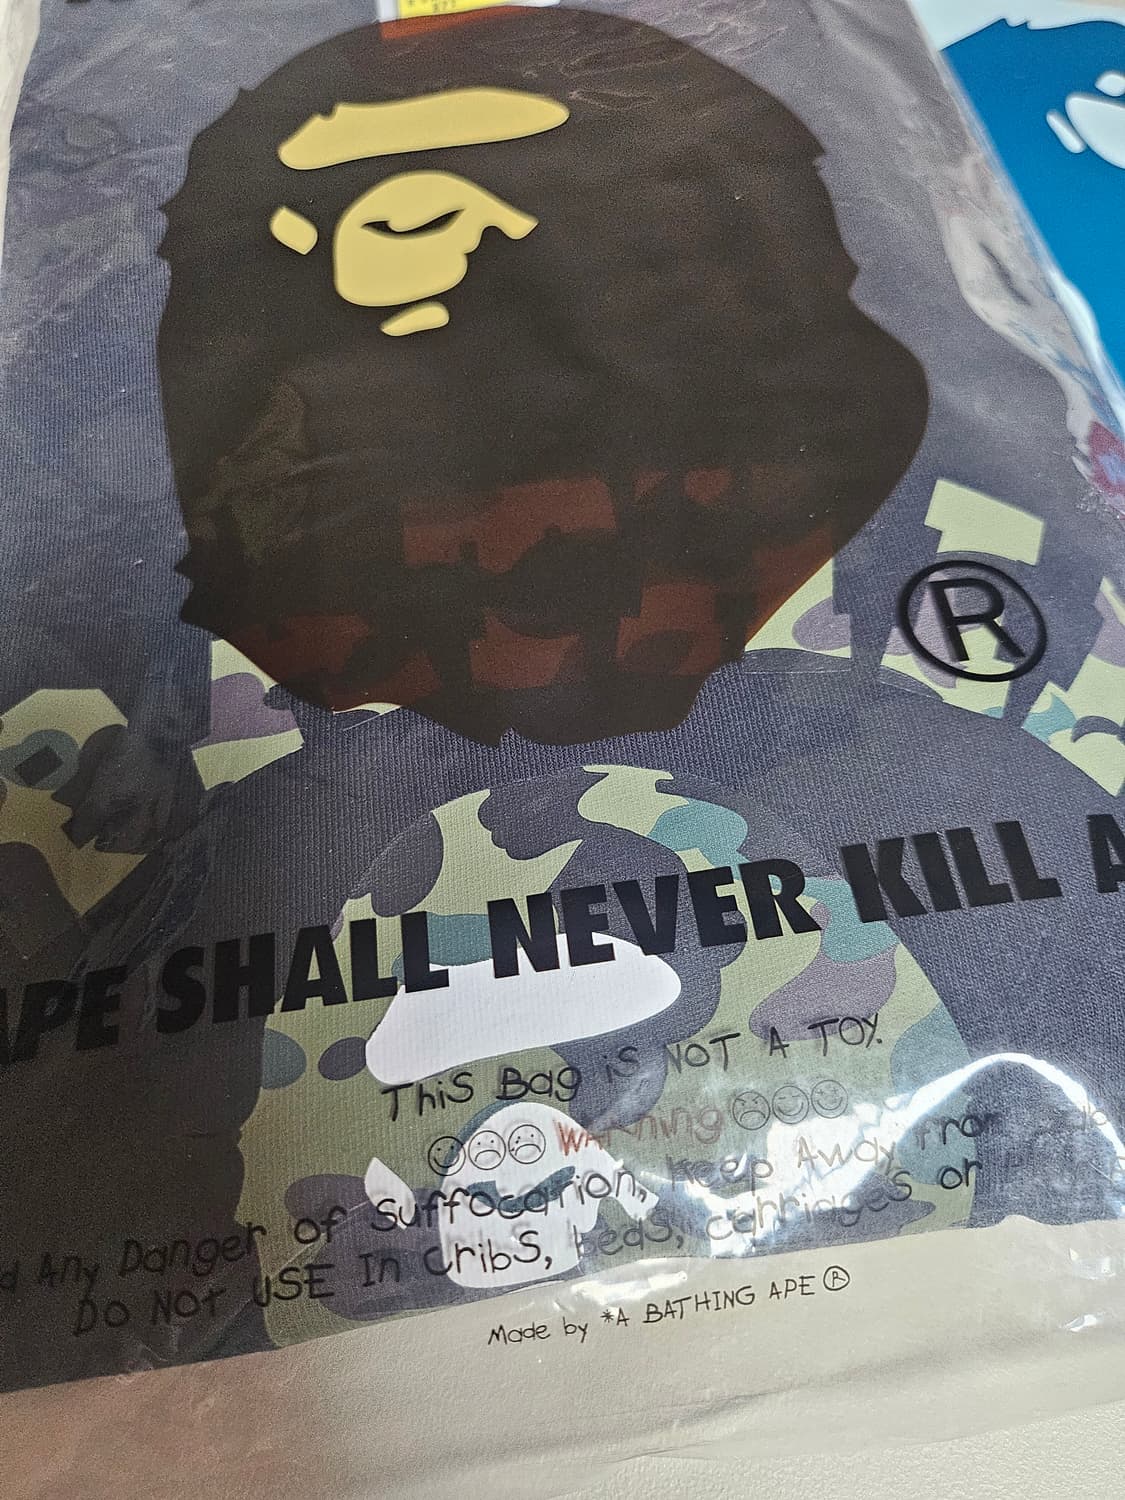 ®
APE SHALL NEVER KILL A
This Bag is NOT A TOY.
Warning
Any Danger of Suffocation, Keep Away from
DO NOT USE In cribS, beds, carriages or
Made by *A BATHING APE ®